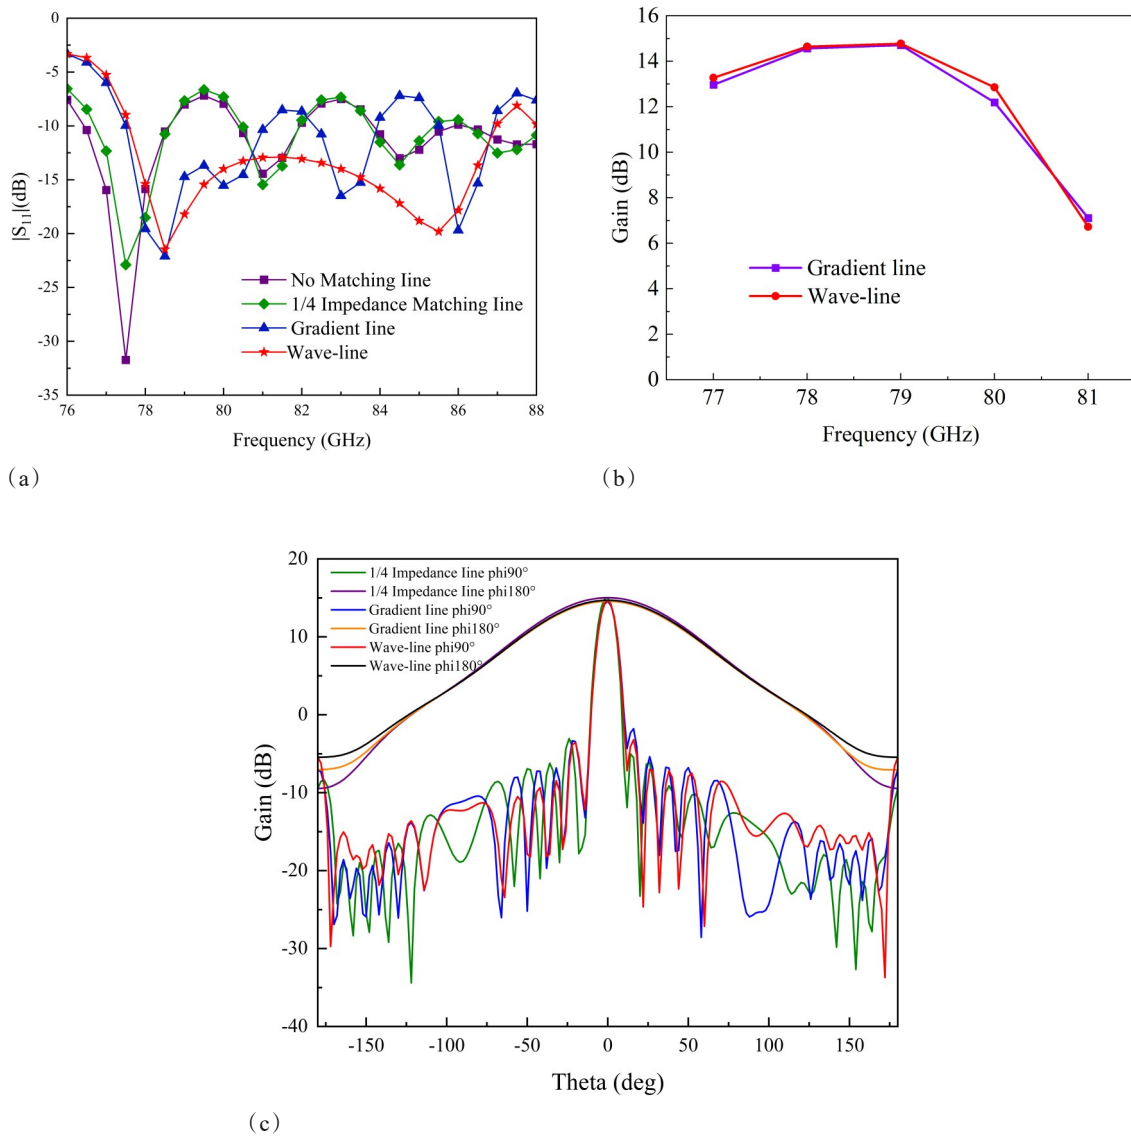 0
-5
-10
-15
-20
-25
-30
-35
|S11|(dB)
No Matching Iine
1/4 Impedance Matching Iine
Gradient Iine
Wave-line
76
78
80
82
84
86
88
Frequency (GHz)
(a)
16
14
12
10
8
6
4
2
0
Gain (dB)
Gradient line
Wave-line
77
78
79
80
81
Frequency (GHz)
(b)
20
10
0
-10
-20
-30
-40
Gain (dB)
1/4 Impedance Iine phi90°
1/4 Impedance Iine phi180°
Gradient Iine phi90°
Gradient Iine phi180°
Wave-line phi90°
Wave-line phi180°
-150
-100
-50
0
50
100
150
Theta (deg)
(c)